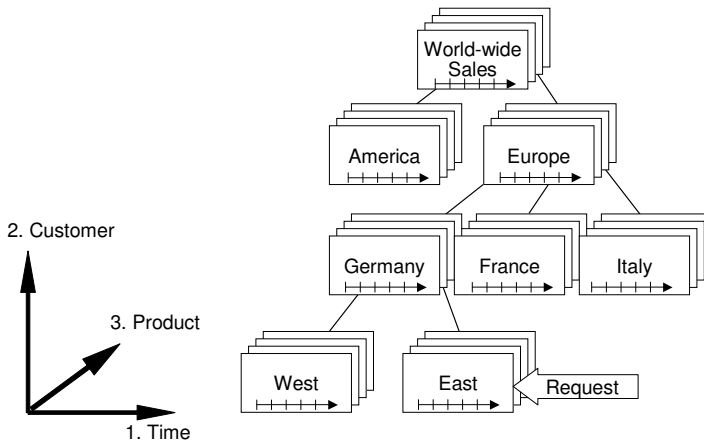 World-wide
Sales
America
Europe
2. Customer
Germany
France
Italy
3. Product
West
East
Request
1. Time